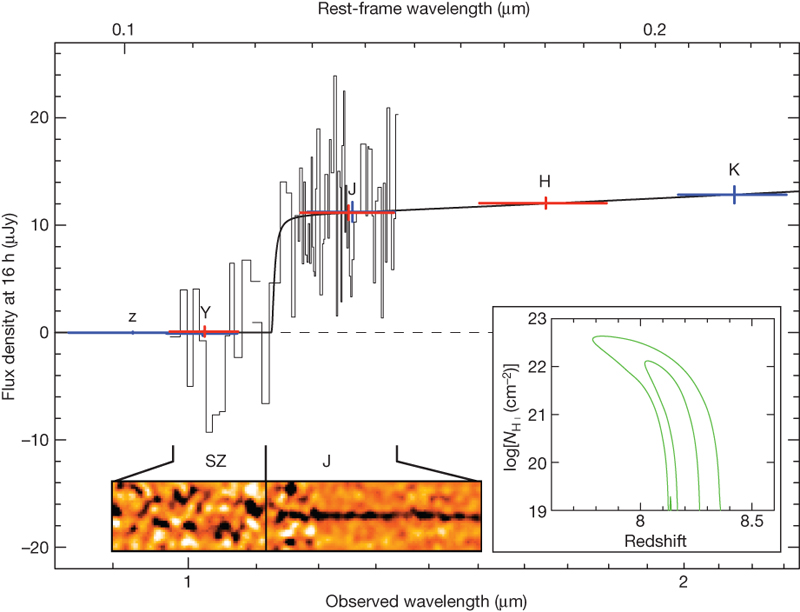 Rest-frame wavelength (μm)
0.1 0.2
Flux density at 16 h (μJy)
20
10
0
−10
−20
z
Y
J
H
K
SZ J
log[N_HI (cm⁻²)]
23
22
21
20
19
8 8.5
Redshift
1 2
Observed wavelength (μm)